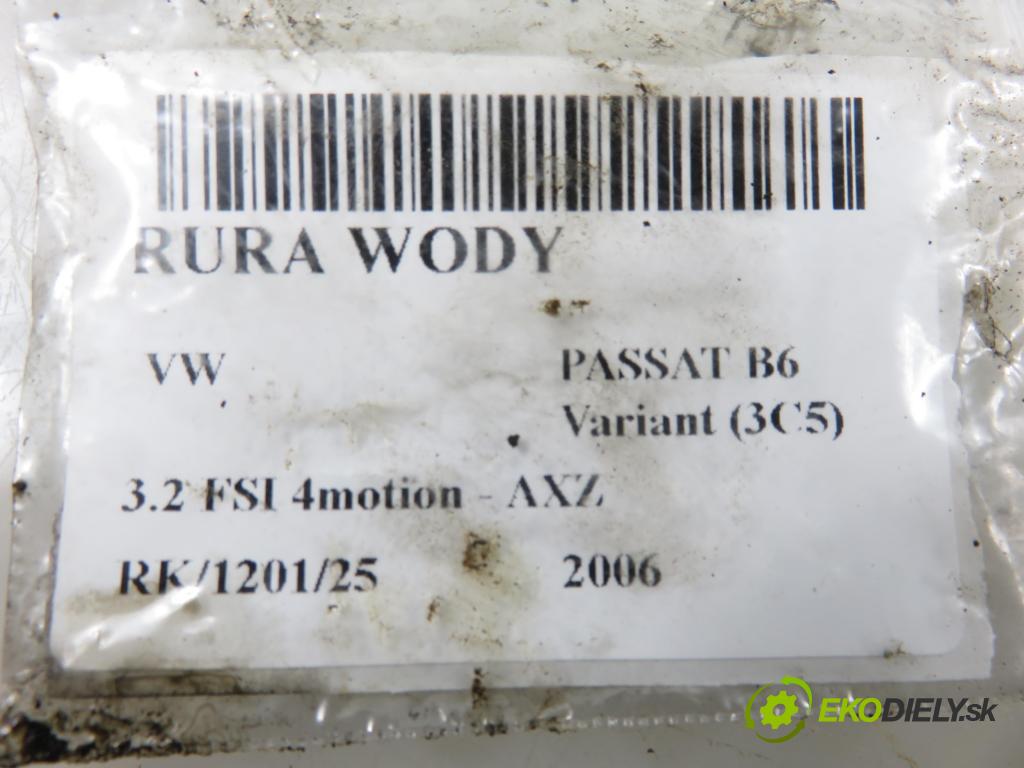 RURA WODY
VW PASSAT B6
Variant (3C5)
3.2 FSI 4motion - AXZ
RK/1201/25 2006
EKODIELY.sk